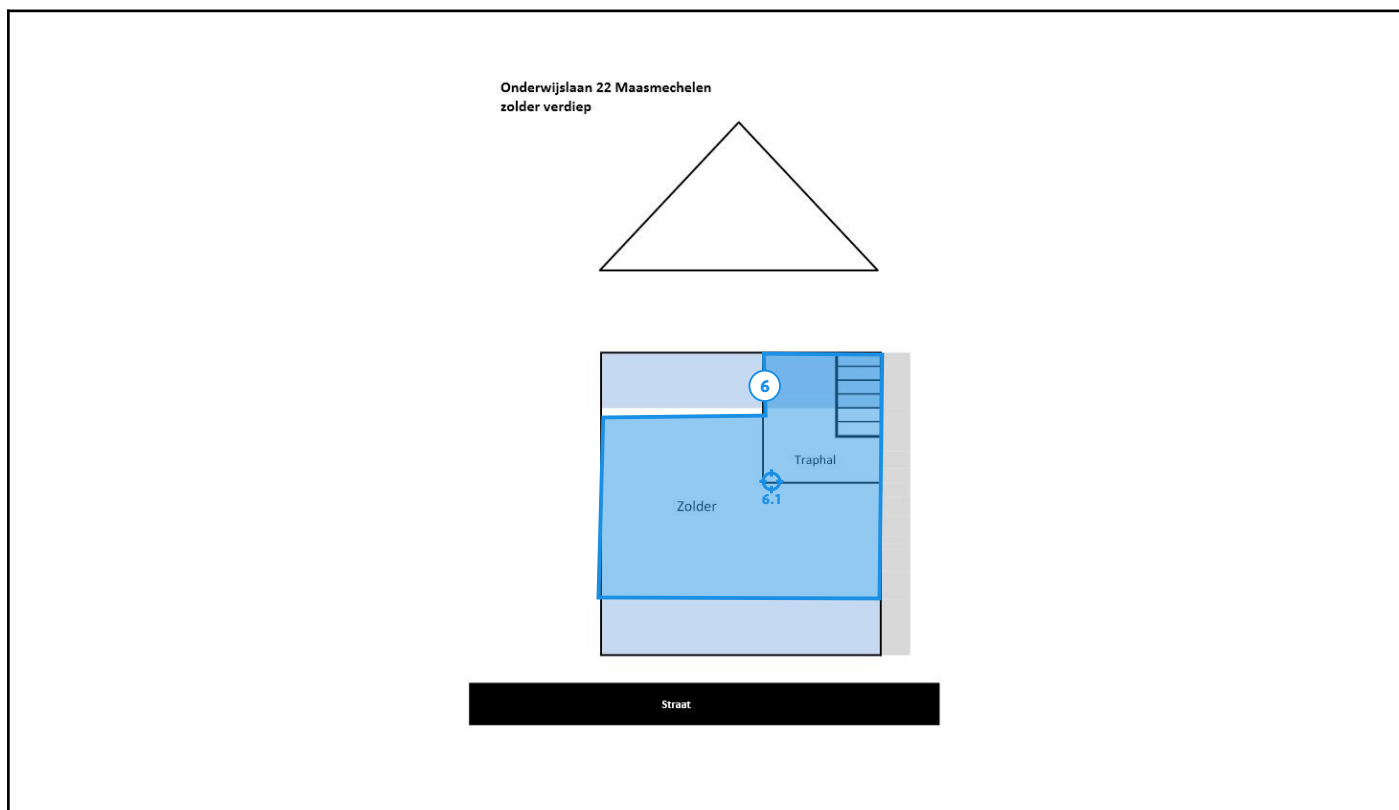 Onderwijslaan 22 Maasmechelen
zolder verdiep
6
Traphal
6.1
Zolder
Straat